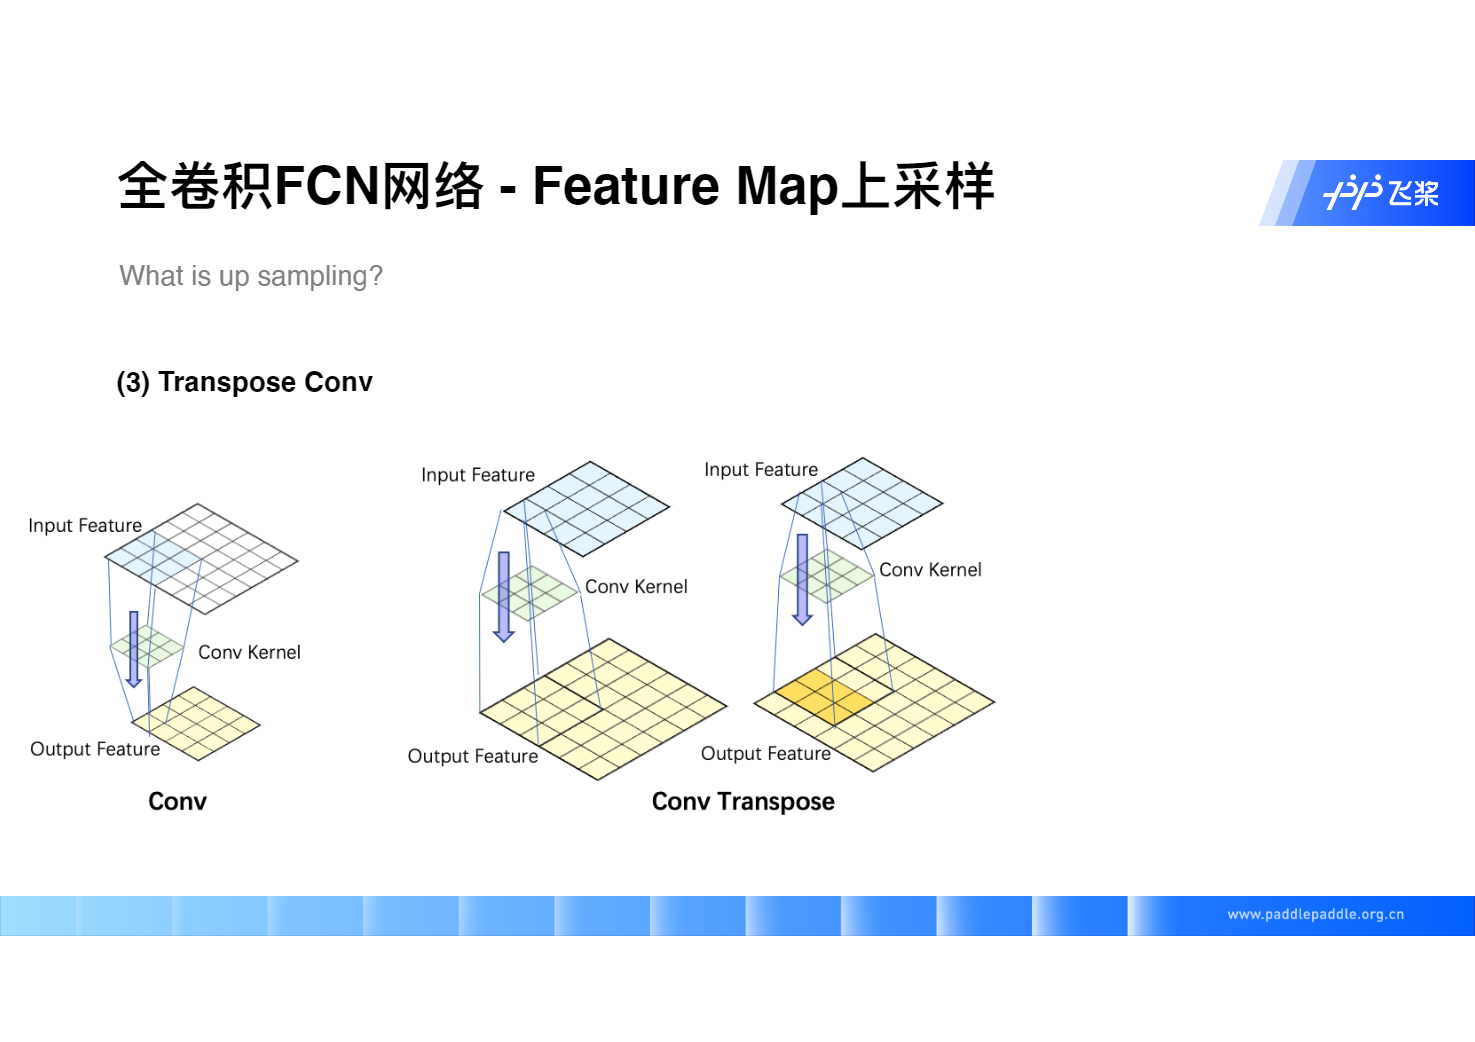 全卷积FCN网络 - Feature Map上采样
飞桨
What is up sampling?
(3) Transpose Conv
Input Feature
Conv Kernel
Output Feature
Conv
Input Feature
Conv Kernel
Output Feature
Input Feature
Conv Kernel
Output Feature
Conv Transpose
www.paddlepaddle.org.cn